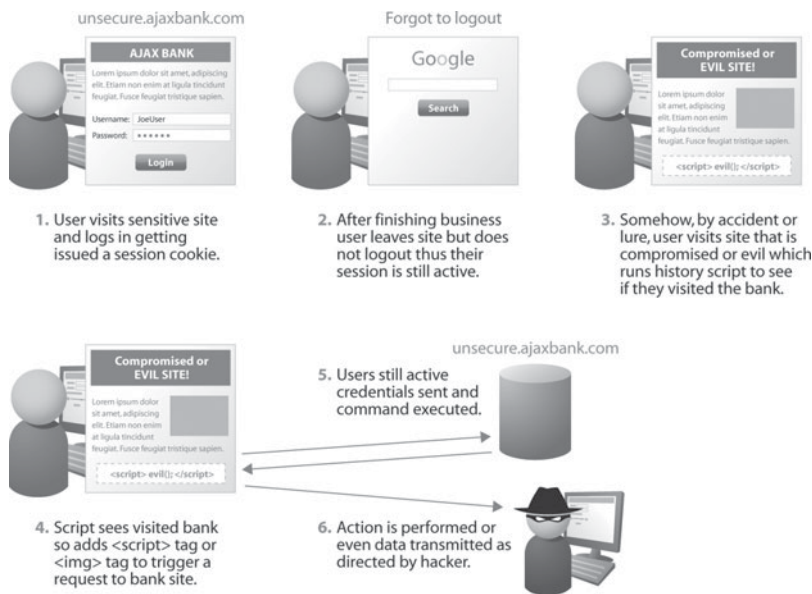 unsecure.ajaxbank.com
AJAX BANK
Lorem ipsum dolor sit amet, adipiscing
elit. Etiam non enim at ligula tincidunt
feugiat. Fusce feugiat tristique sapien.
Username: JoeUser
Password: ******
Login
1. User visits sensitive site
and logs in getting
issued a session cookie.
Forgot to logout
Google
Search
2. After finishing business
user leaves site but does
not logout thus their
session is still active.
Compromised or
EVIL SITE!
Lorem ipsum dolor
sit amet, adipiscing
elit. Etiam non enim
at ligula tincidunt
feugiat. Fusce feugiat tristique sapien.
<script> evil(); </script>
3. Somehow, by accident or
lure, user visits site that is
compromised or evil which
runs history script to see
if they visited the bank.
Compromised or
EVIL SITE!
Lorem ipsum dolor
sit amet, adipiscing
elit. Etiam non enim
at ligula tincidunt
feugiat. Fusce feugiat tristique sapien.
<script> evil(); </script>
4. Script sees visited bank
so adds <script> tag or
<img> tag to trigger a
request to bank site.
unsecure.ajaxbank.com
5. Users still active
credentials sent and
command executed.
6. Action is performed or
even data transmitted as
directed by hacker.